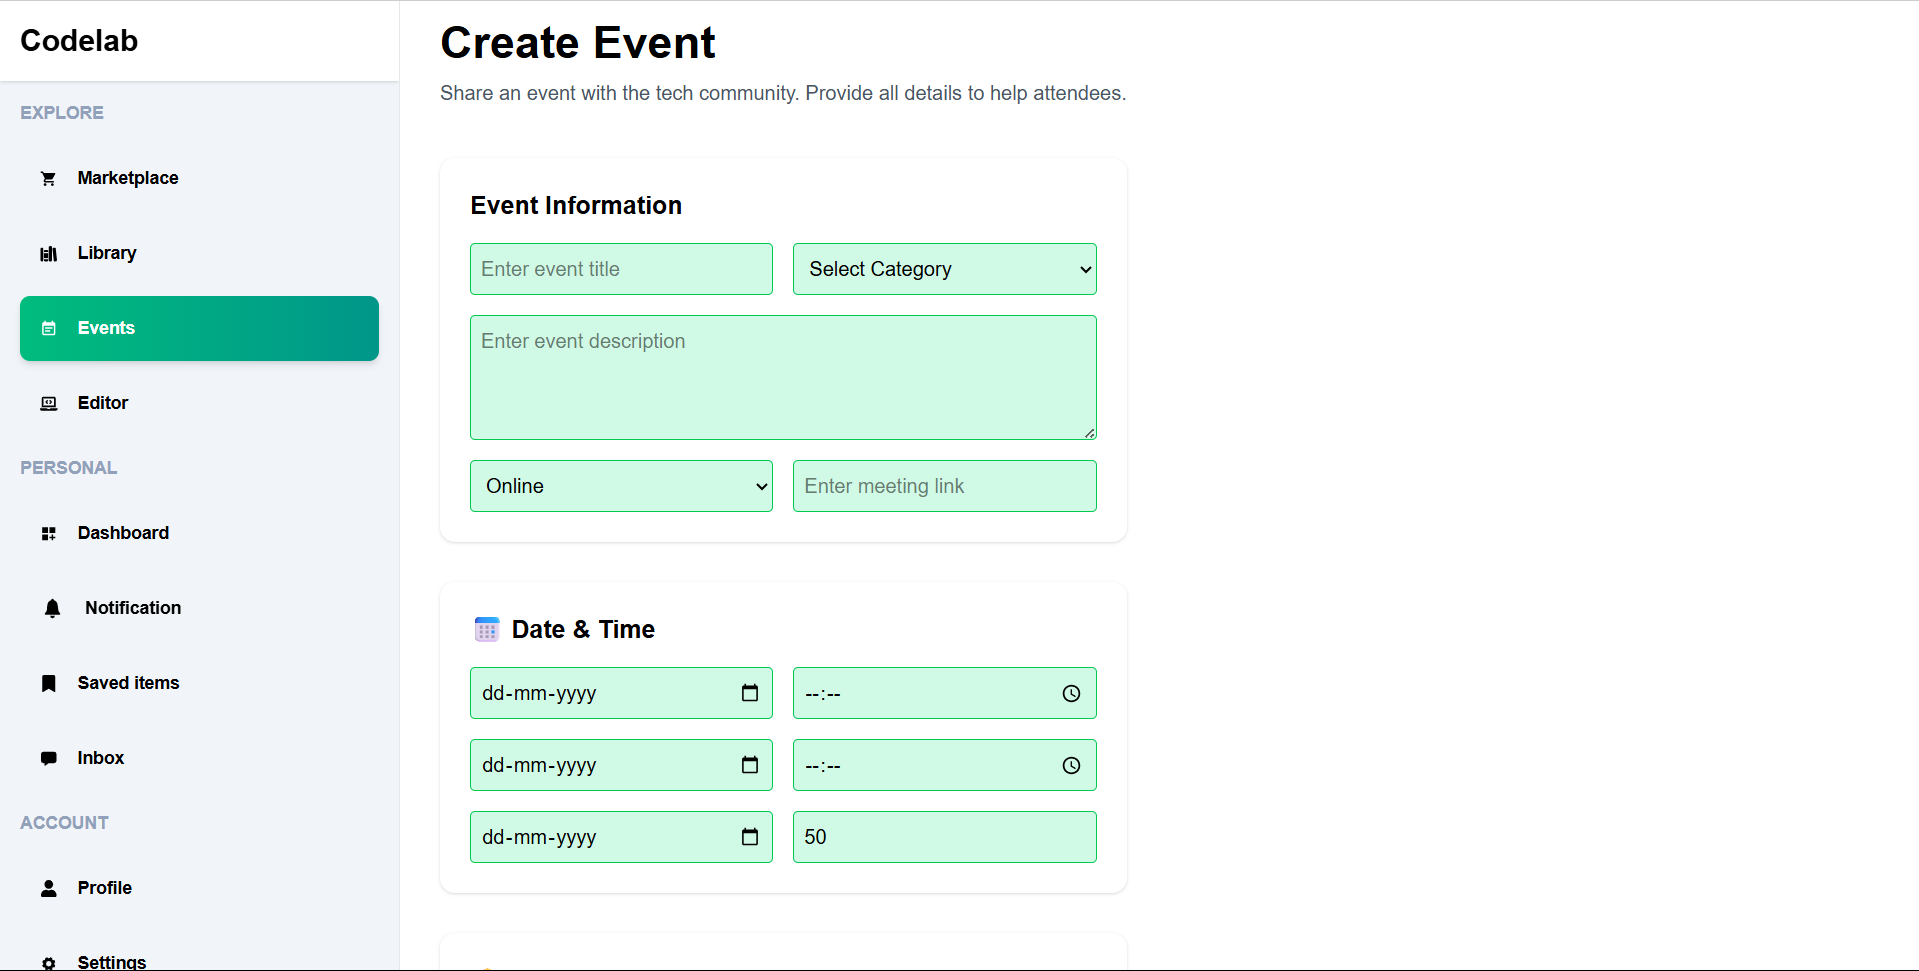 Codelab
EXPLORE
Marketplace
Library
Events
Editor
PERSONAL
Dashboard
Notification
Saved items
Inbox
ACCOUNT
Profile
Settings
Create Event
Share an event with the tech community. Provide all details to help attendees.
Event Information
Enter event title
Select Category
Enter event description
Online
Enter meeting link
Date & Time
dd-mm-yyyy
--:--
dd-mm-yyyy
--:--
dd-mm-yyyy
50